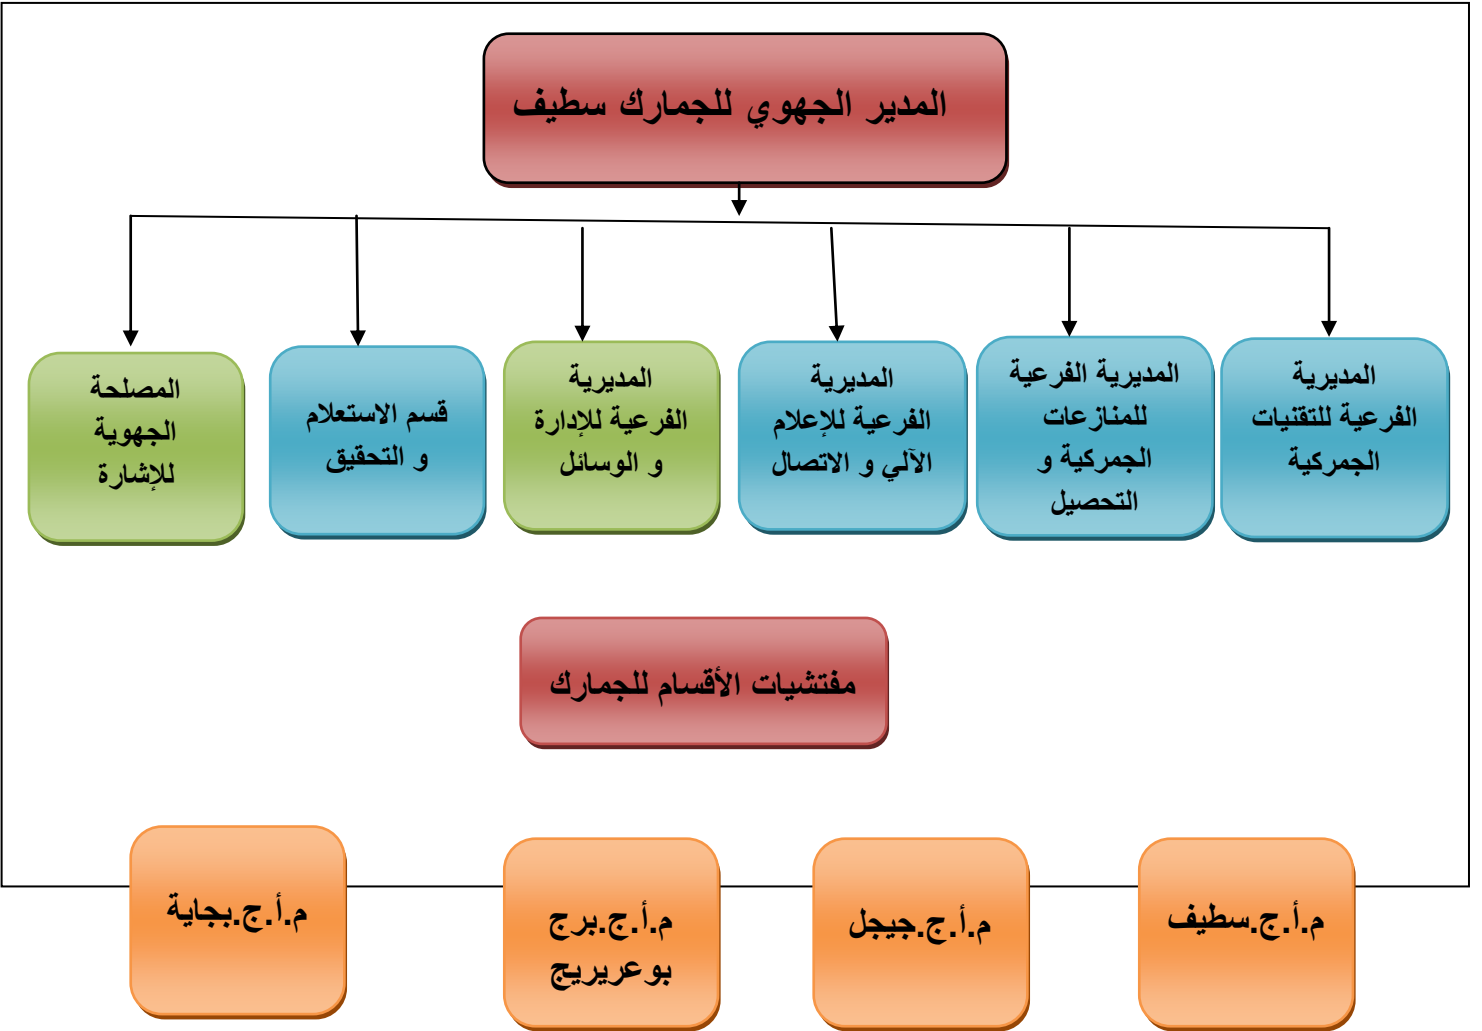 المدير الجهوي للجمارك سطيف
المديرية
الفرعية للتقنيات
الجمركية
المديرية الفرعية
للمنازعات
الجمركية و
التحصيل
المديرية
الفرعية للإعلام
الآلي و الاتصال
المديرية
الفرعية للإدارة
و الوسائل
قسم الاستعلام
و التحقيق
المصلحة
الجهوية
للإشارة
مفتشيات الأقسام للجمارك
م.أ.ج.سطيف
م.أ.ج.جيجل
م.أ.ج.برج
بوعريريج
م.أ.ج.بجاية